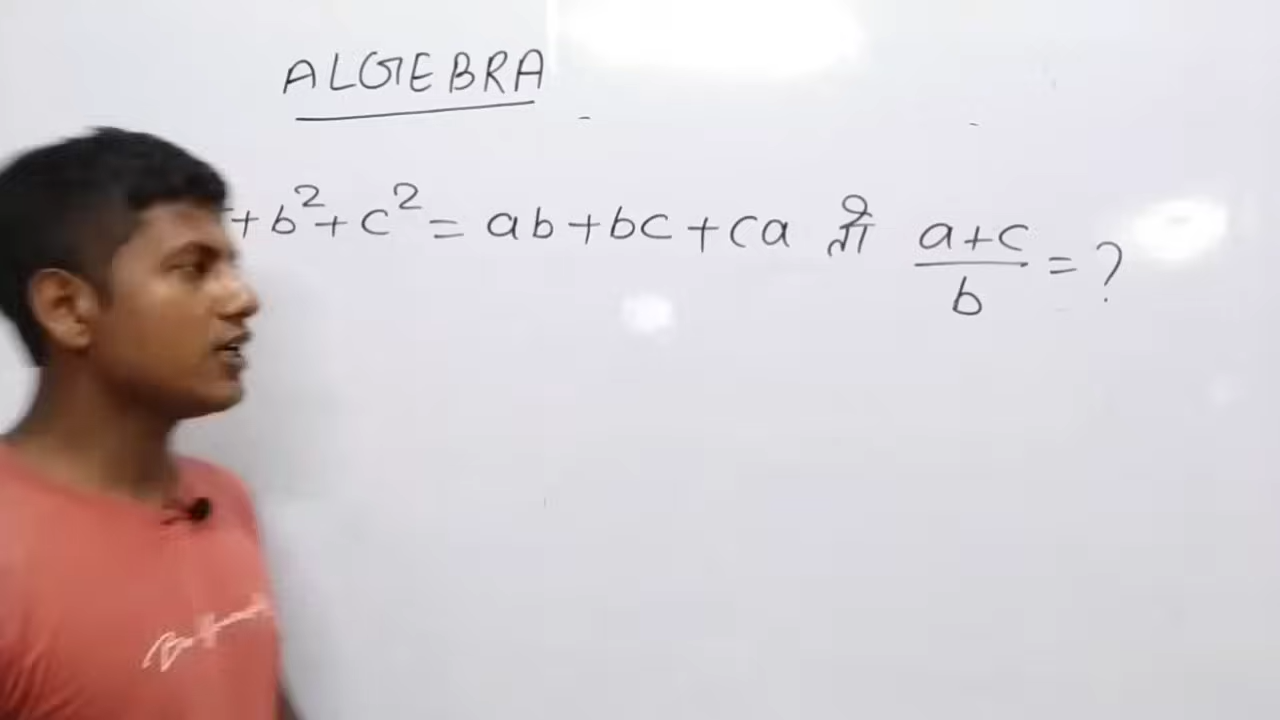 ALGEBRA
+ b² + c² = ab + bc + ca तो (a+c)/b = ?